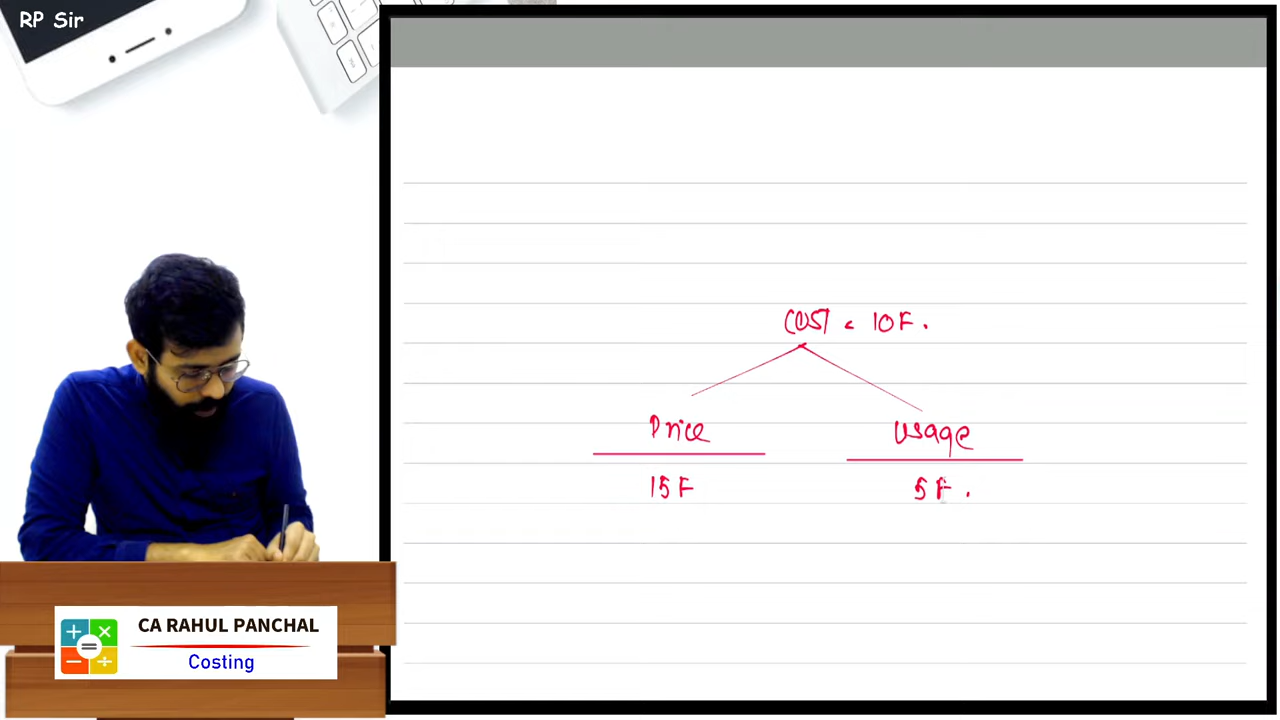 RP Sir
Cost = 10F.
Price Usage
15F 5F.
CA RAHUL PANCHAL
Costing